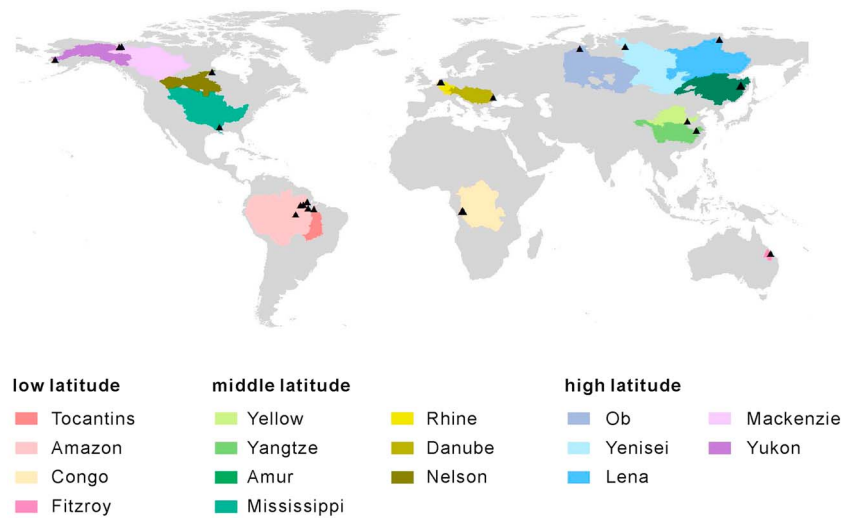 low latitude
Tocantins
Amazon
Congo
Fitzroy
middle latitude
Yellow
Yangtze
Amur
Mississippi
Rhine
Danube
Nelson
high latitude
Ob
Yenisei
Lena
Mackenzie
Yukon